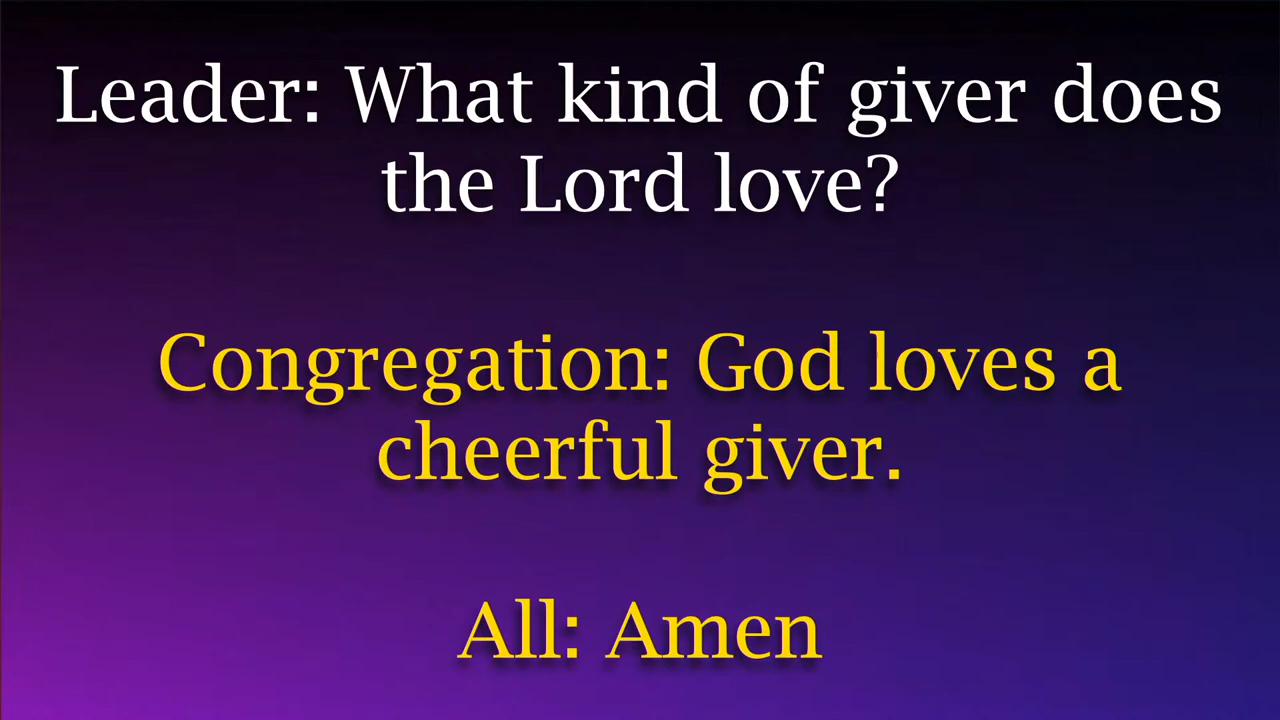 Leader: What kind of giver does
the Lord love?
Congregation: God loves a
cheerful giver.
All: Amen